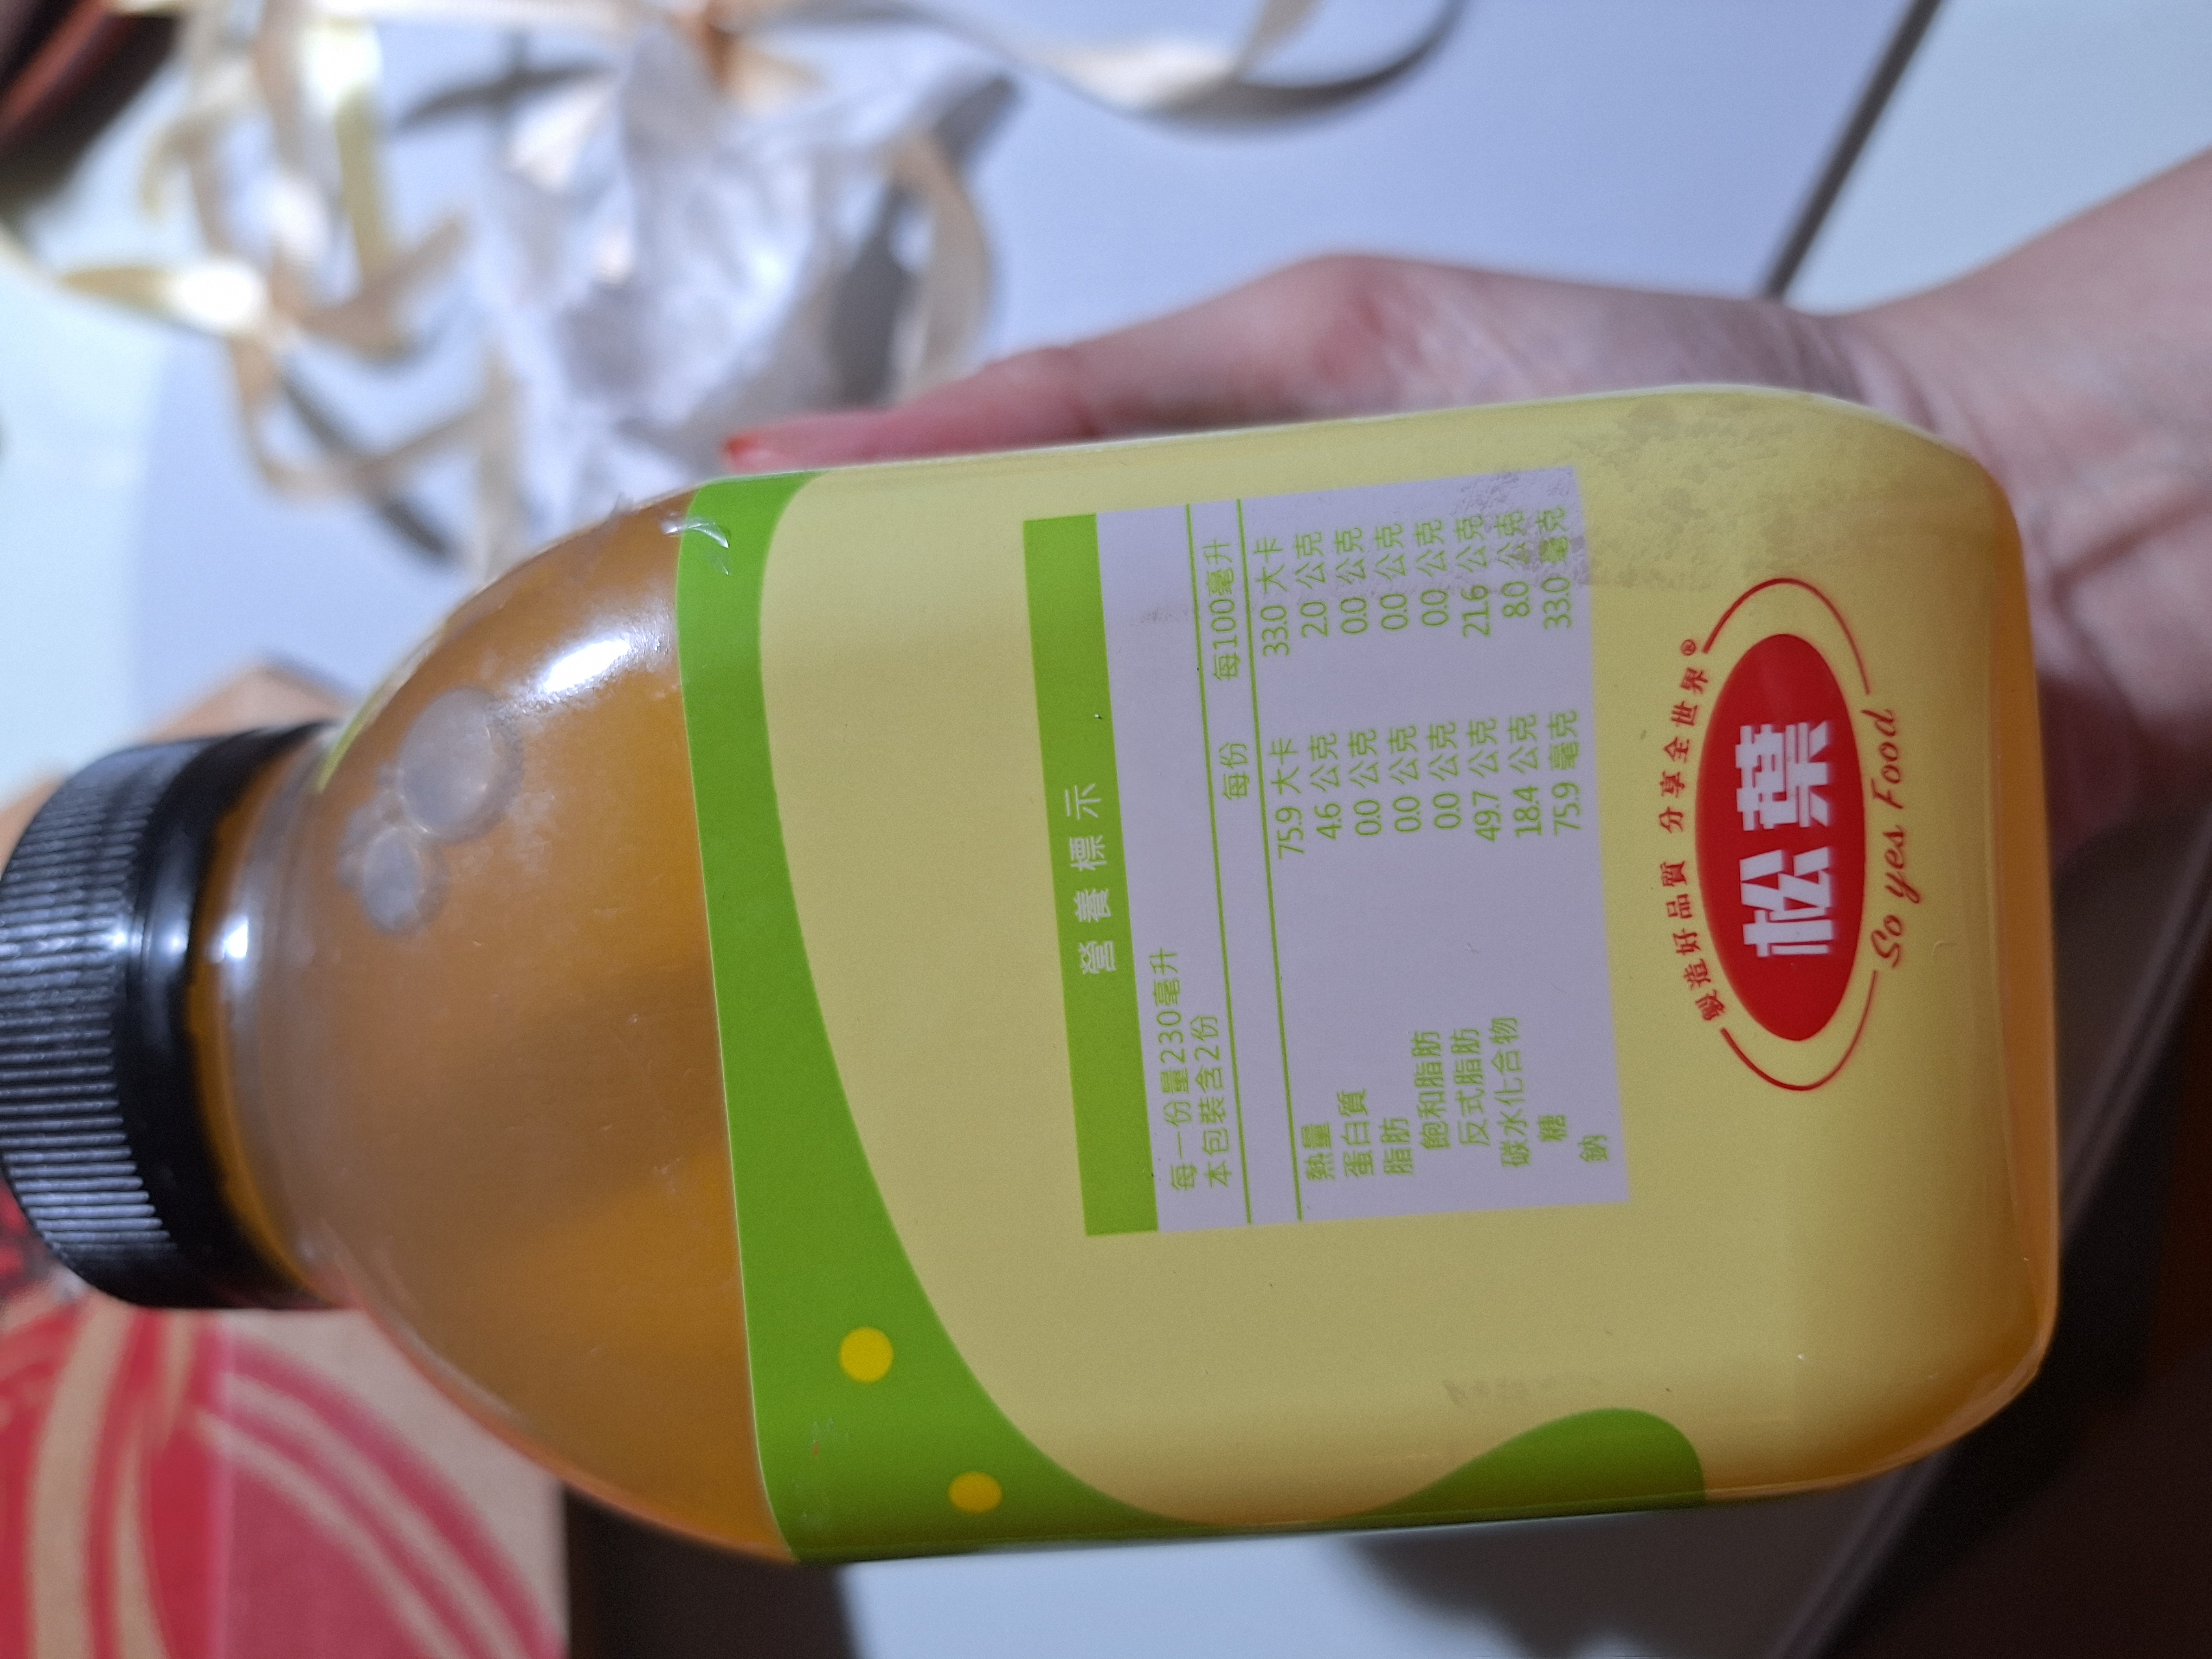 營養標示
每一份量230毫升
本包裝含2份
每份 每100毫升
熱量 75.9 大卡 33.0 大卡
蛋白質 4.6 公克 2.0 公克
脂肪 0.0 公克 0.0 公克
飽和脂肪 0.0 公克 0.0 公克
反式脂肪 0.0 公克 0.0 公克
碳水化合物 49.7 公克 21.6 公克
糖 18.4 公克 8.0 公克
鈉 75.9 毫克 33.0 毫克
製造好品質 分享全世界®
松葉
So yes Food